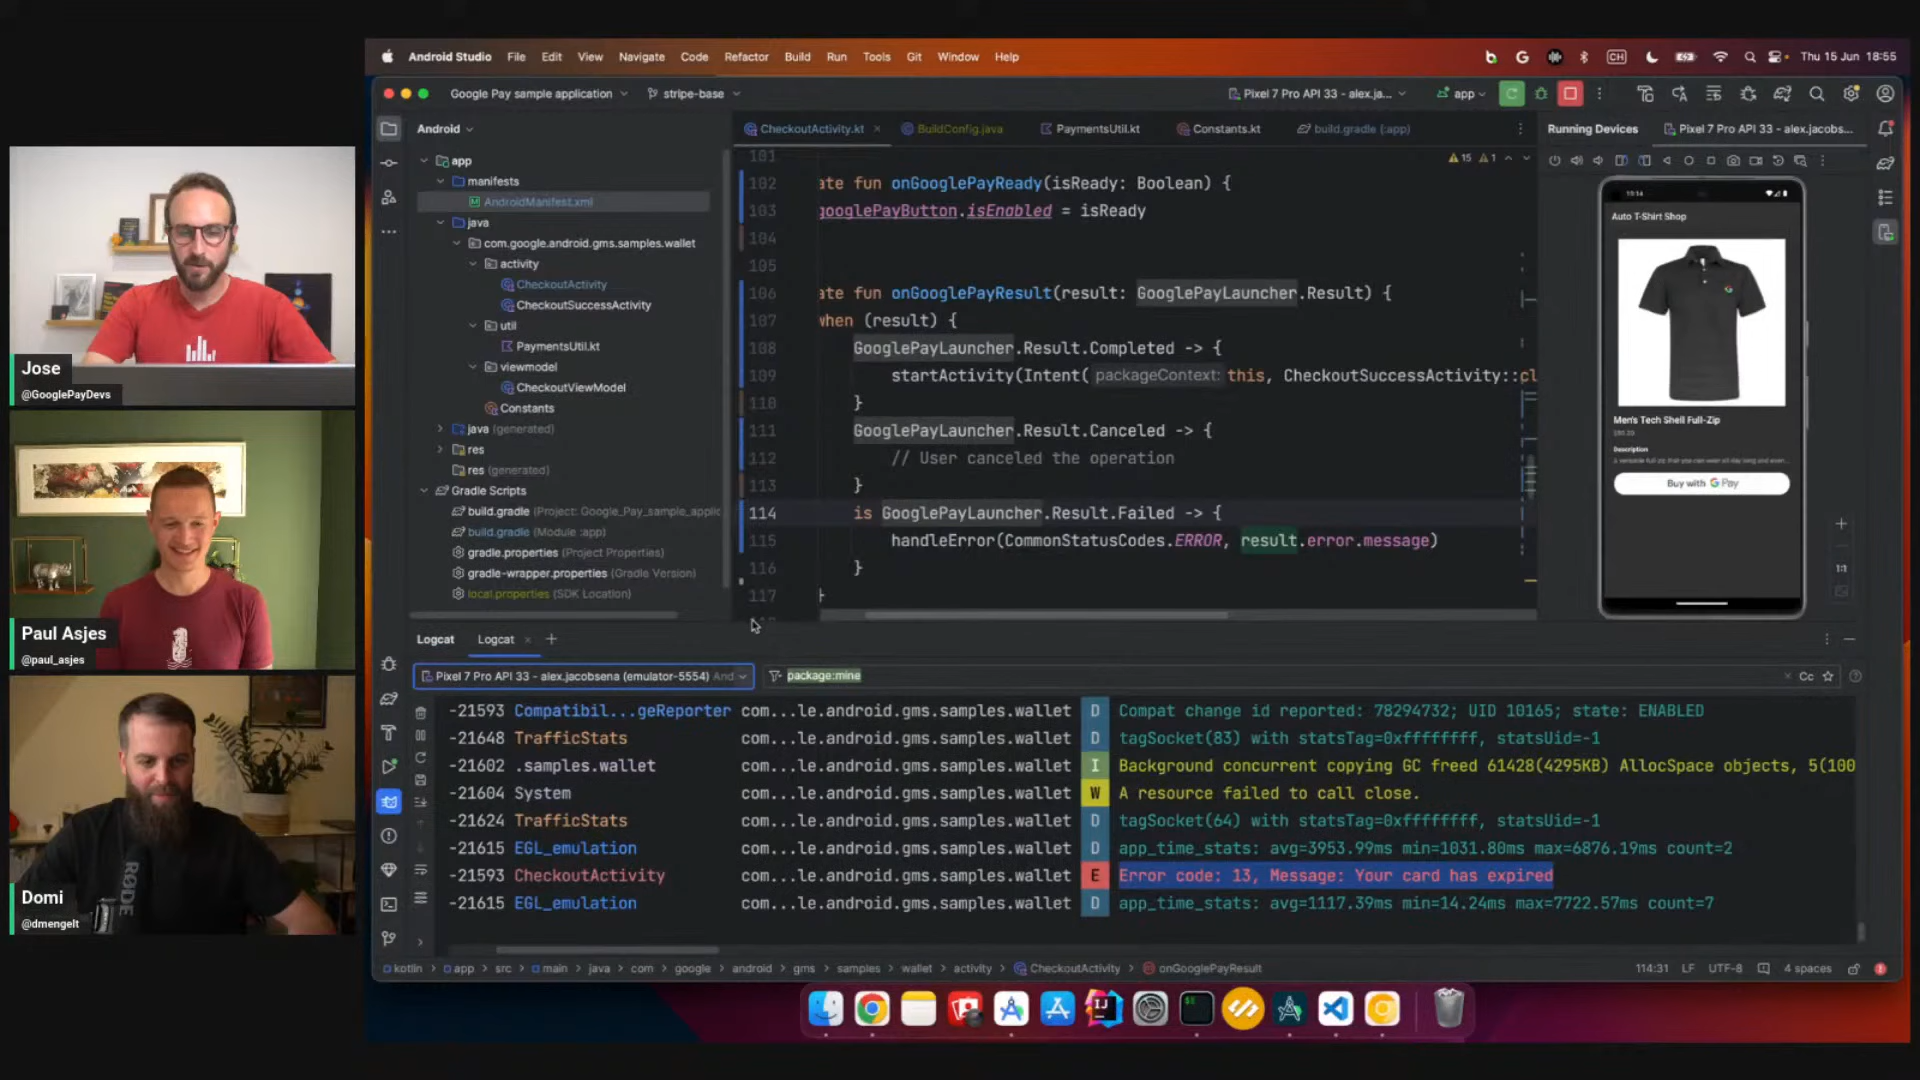 Jose
@GooglePayDevs
Paul Asjes
@paul_asjes
RØDE
Domi
@dmengelt
Android Studio File Edit View Navigate Code Refactor Build Run Tools Git Window Help
CH
Thu 15 Jun 18:55
Google Pay sample application
stripe-base
Pixel 7 Pro API 33 - alex.ja...
app
Android
CheckoutActivity.kt
BuildConfig.java
PaymentsUtil.kt
Constants.kt
build.gradle (:app)
Running Devices
Pixel 7 Pro API 33 - alex.jacobs...
app
manifests
AndroidManifest.xml
java
com.google.android.gms.samples.wallet
activity
CheckoutActivity
CheckoutSuccessActivity
util
PaymentsUtil.kt
viewmodel
CheckoutViewModel
Constants
java (generated)
res
res (generated)
Gradle Scripts
build.gradle (Project: Google_Pay_sample_applic
build.gradle (Module :app)
gradle.properties (Project Properties)
gradle-wrapper.properties (Gradle Version)
local.properties (SDK Location)
15 1
101
102 ate fun onGooglePayReady(isReady: Boolean) {
103 googlePayButton.isEnabled = isReady
104
105
106 ate fun onGooglePayResult(result: GooglePayLauncher.Result) {
107 when (result) {
108 GooglePayLauncher.Result.Completed -> {
109 startActivity(Intent( packageContext: this, CheckoutSuccessActivity::cl
110 }
111 GooglePayLauncher.Result.Canceled -> {
112 // User canceled the operation
113 }
114 is GooglePayLauncher.Result.Failed -> {
115 handleError(CommonStatusCodes.ERROR, result.error.message)
116 }
117 }
Auto T-Shirt Shop
Men's Tech Shell Full-Zip
Description
Buy with G Pay
1:1
Logcat
Logcat
Pixel 7 Pro API 33 - alex.jacobsena (emulator-5554) And
package:mine
Cc
-21593 Compatibil...geReporter com...le.android.gms.samples.wallet D Compat change id reported: 78294732; UID 10165; state: ENABLED
-21648 TrafficStats com...le.android.gms.samples.wallet D tagSocket(83) with statsTag=0xffffffff, statsUid=-1
-21602 .samples.wallet com...le.android.gms.samples.wallet I Background concurrent copying GC freed 61428(4295KB) AllocSpace objects, 5(100
-21604 System com...le.android.gms.samples.wallet W A resource failed to call close.
-21624 TrafficStats com...le.android.gms.samples.wallet D tagSocket(64) with statsTag=0xffffffff, statsUid=-1
-21615 EGL_emulation com...le.android.gms.samples.wallet D app_time_stats: avg=3953.99ms min=1031.80ms max=6876.19ms count=2
-21593 CheckoutActivity com...le.android.gms.samples.wallet E Error code: 13, Message: Your card has expired
-21615 EGL_emulation com...le.android.gms.samples.wallet D app_time_stats: avg=1117.39ms min=14.24ms max=7722.57ms count=7
kotlin > app > src > main > java > com > google > android > gms > samples > wallet > activity > CheckoutActivity > onGooglePayResult
114:31 LF UTF-8 4 spaces